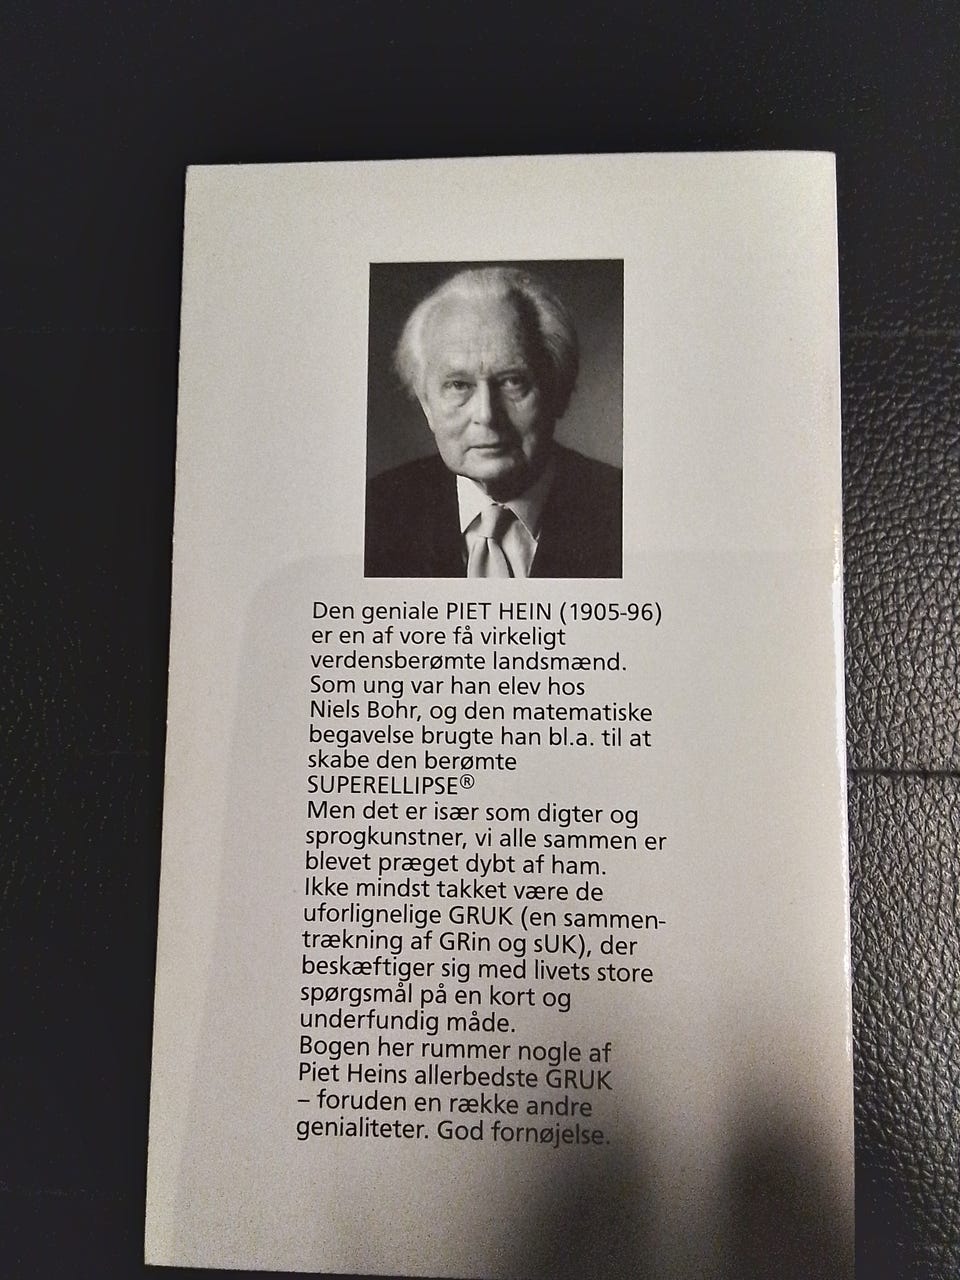 Den geniale PIET HEIN (1905-96)
er en af vore få virkeligt
verdensberømte landsmænd.
Som ung var han elev hos
Niels Bohr, og den matematiske
begavelse brugte han bl.a. til at
skabe den berømte
SUPERELLIPSE®
Men det er især som digter og
sprogkunstner, vi alle sammen er
blevet præget dybt af ham.
Ikke mindst takket være de
uforlignelige GRUK (en sammen-
trækning af GRin og sUK), der
beskæftiger sig med livets store
spørgsmål på en kort og
underfundig måde.
Bogen her rummer nogle af
Piet Heins allerbedste GRUK
– foruden en række andre
genialiteter. God fornøjelse.